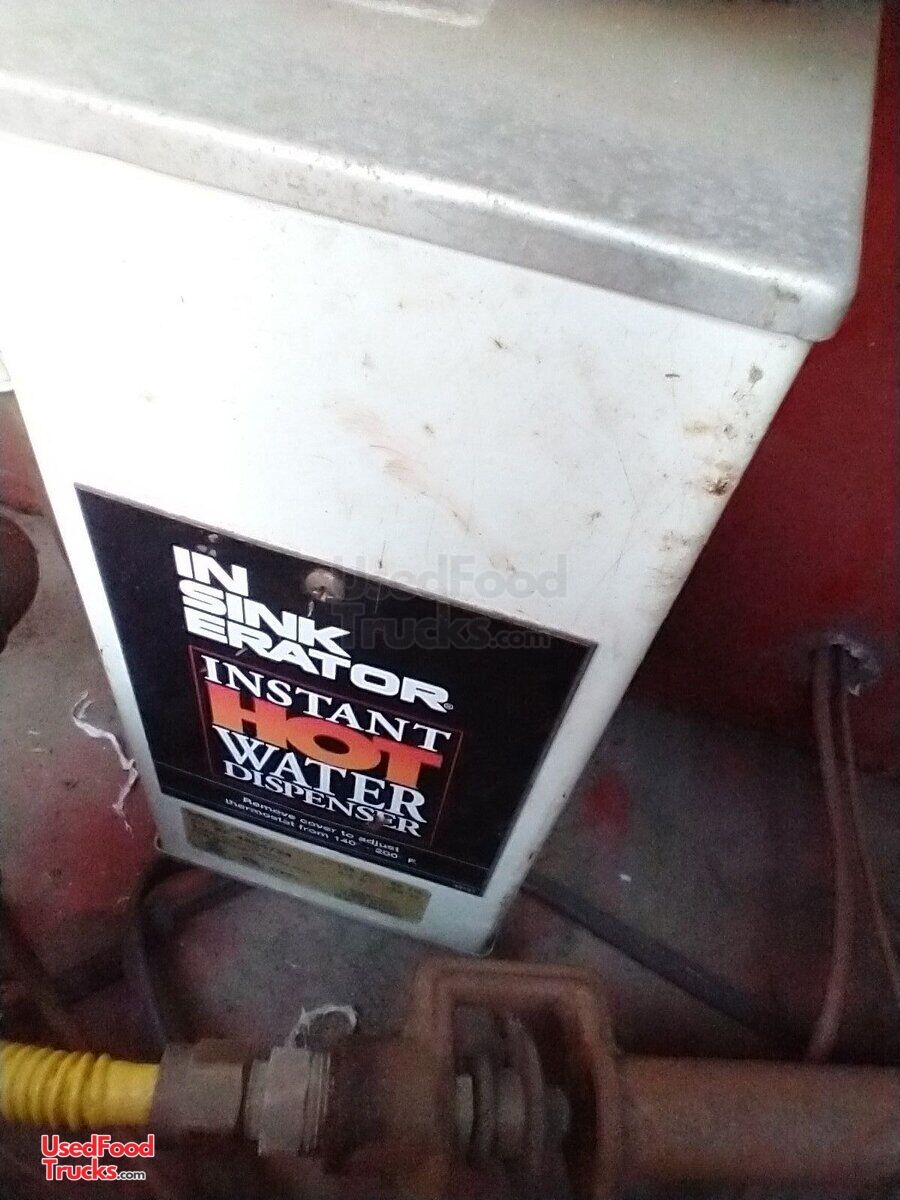 IN
SINK
ERATOR®
INSTANT
HOT
WATER
DISPENSER
Remove cover to adjust
thermostat from 140° - 200° F.
UsedFood
Trucks.com
UsedFood
Trucks.com